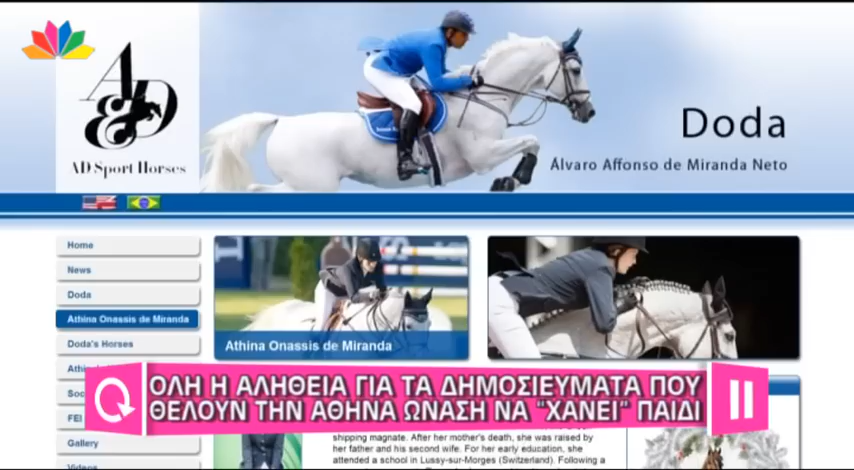 A&D
AD Sport Horses
Doda
Álvaro Affonso de Miranda Neto
Home
News
Doda
Athina Onassis de Miranda
Doda's Horses
FEI
Gallery
Videos
Athina Onassis de Miranda
ΟΛΗ Η ΑΛΗΘΕΙΑ ΓΙΑ ΤΑ ΔΗΜΟΣΙΕΥΜΑΤΑ ΠΟΥ
ΘΕΛΟΥΝ ΤΗΝ ΑΘΗΝΑ ΩΝΑΣΗ ΝΑ "ΧΑΝΕΙ" ΠΑΙΔΙ
shipping magnate. After her mother's death, she was raised by
her father and his second wife. For her early education, she
attended a school in Lussy-sur-Morges (Switzerland). Following a